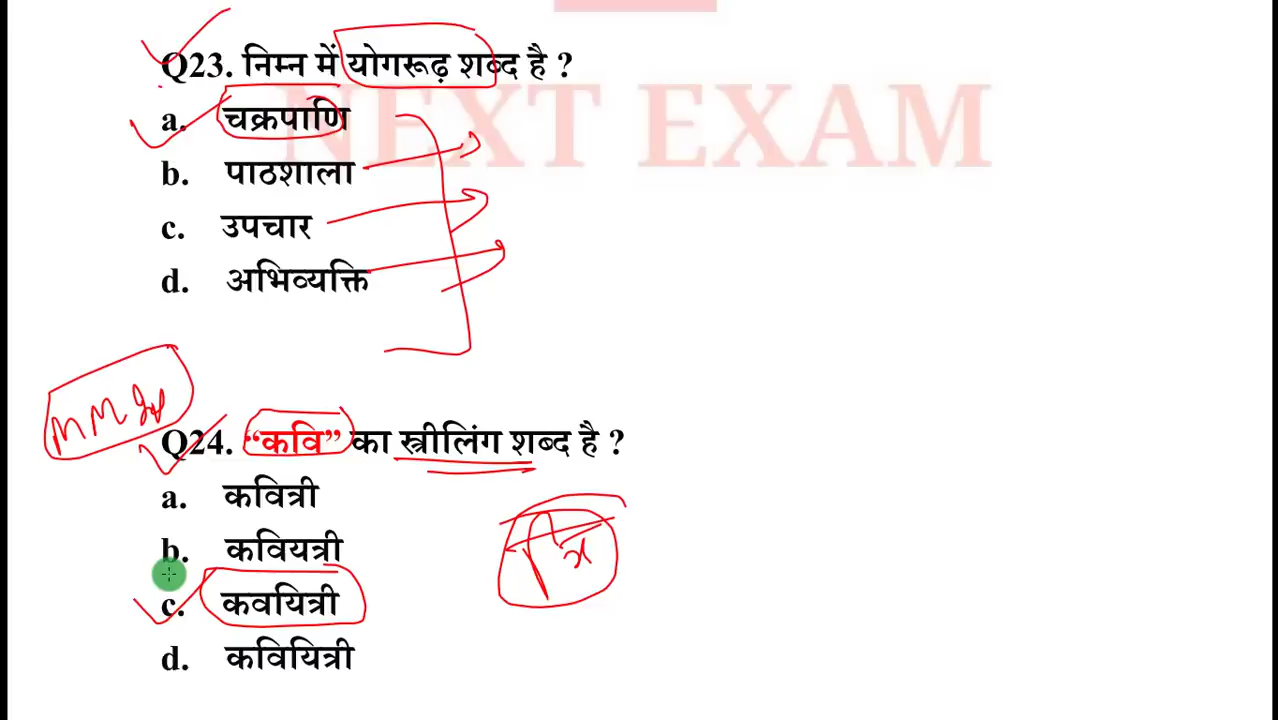 Q23. निम्न में योगरूढ़ शब्द है ?
NEXT EXAM
a. चक्रपाणि
b. पाठशाला
c. उपचार
d. अभिव्यक्ति
Q24. “कवि” का स्त्रीलिंग शब्द है ?
a. कवित्री
b. कवियत्री
c. कवयित्री
d. कवियित्री